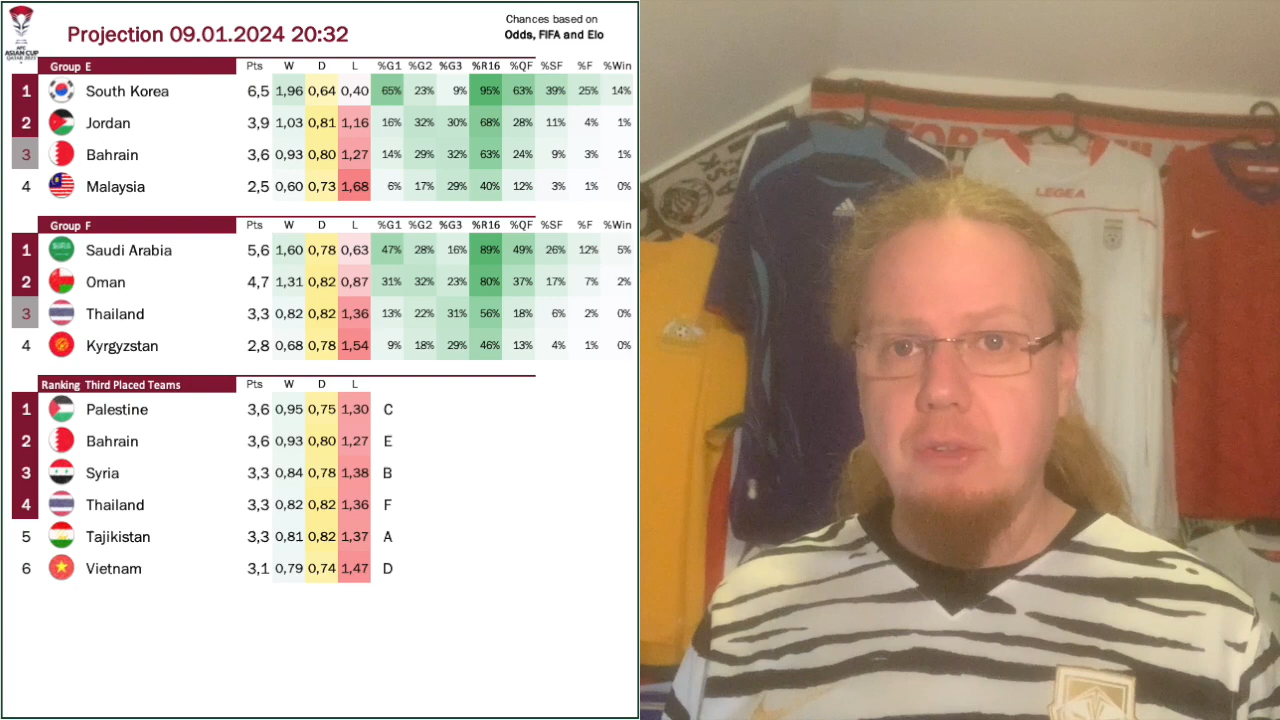 Projection 09.01.2024 20:32
Chances based on
Odds, FIFA and Elo
AFC
ASIAN CUP
Group E Pts W D L %G1 %G2 %G3 %R16 %QF %SF %F %Win
1 South Korea 6,5 1,96 0,64 0,40 65% 23% 9% 95% 63% 39% 25% 14%
2 Jordan 3,9 1,03 0,81 1,16 16% 32% 30% 68% 28% 11% 4% 1%
3 Bahrain 3,6 0,93 0,80 1,27 14% 29% 32% 63% 24% 9% 3% 1%
4 Malaysia 2,5 0,60 0,73 1,68 6% 17% 29% 40% 12% 3% 1% 0%
Group F Pts W D L %G1 %G2 %G3 %R16 %QF %SF %F %Win
1 Saudi Arabia 5,6 1,60 0,78 0,63 47% 28% 16% 89% 49% 26% 12% 5%
2 Oman 4,7 1,31 0,82 0,87 31% 32% 23% 80% 37% 17% 7% 2%
3 Thailand 3,3 0,82 0,82 1,36 13% 22% 31% 56% 18% 6% 2% 0%
4 Kyrgyzstan 2,8 0,68 0,78 1,54 9% 18% 29% 46% 13% 4% 1% 0%
Ranking Third Placed Teams Pts W D L
1 Palestine 3,6 0,95 0,75 1,30 C
2 Bahrain 3,6 0,93 0,80 1,27 E
3 Syria 3,3 0,84 0,78 1,38 B
4 Thailand 3,3 0,82 0,82 1,36 F
5 Tajikistan 3,3 0,81 0,82 1,37 A
6 Vietnam 3,1 0,79 0,74 1,47 D
LEGEA